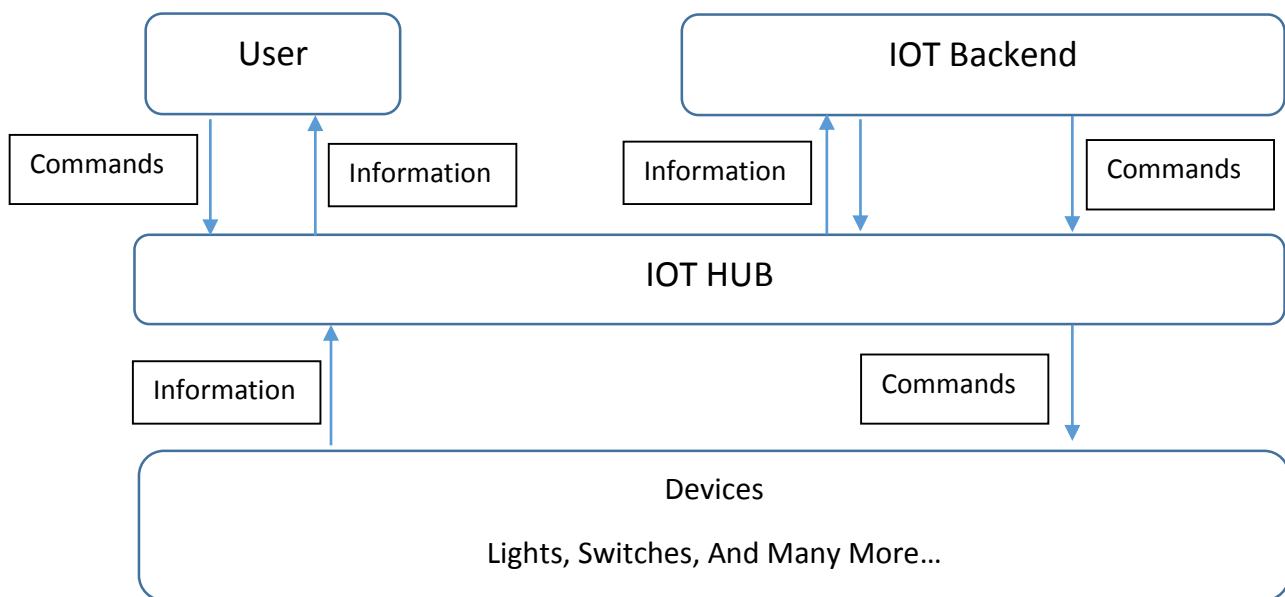 User
IOT Backend
Commands
Information
Information
Commands
IOT HUB
Information
Commands
Devices
Lights, Switches, And Many More…